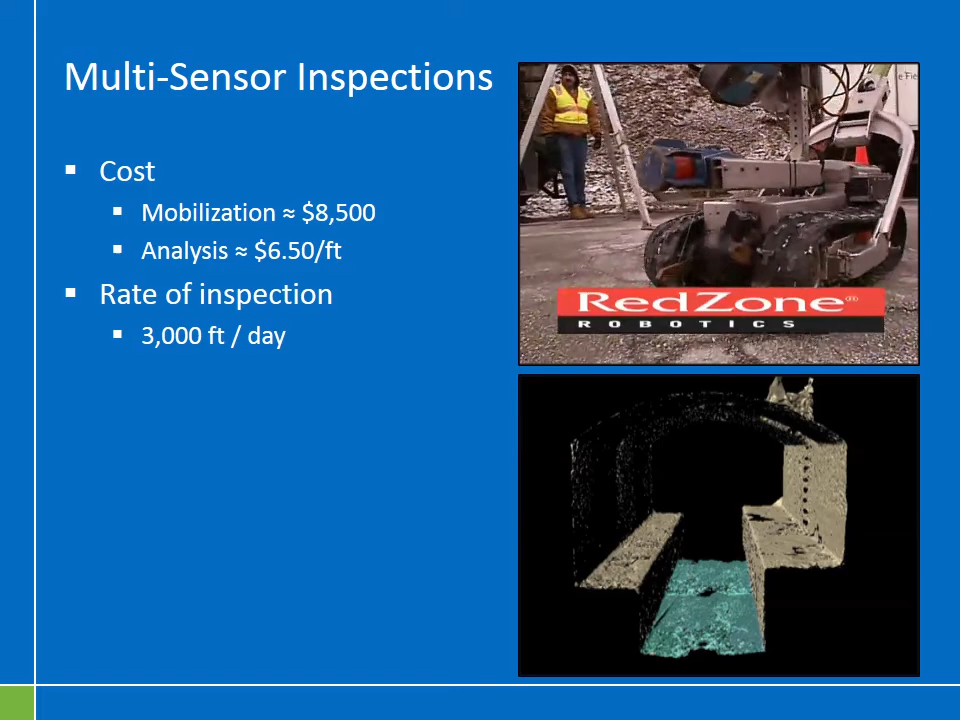 Multi-Sensor Inspections
Cost
Mobilization ≈ $8,500
Analysis ≈ $6.50/ft
Rate of inspection
3,000 ft / day
RedZone®
ROBOTICS